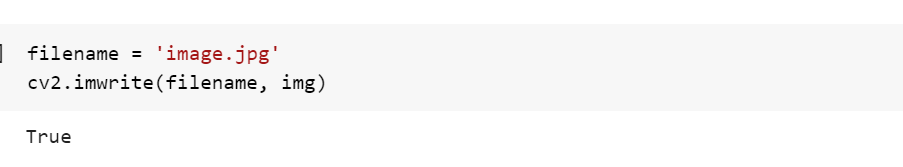 ] filename = 'image.jpg'
cv2.imwrite(filename, img)
True